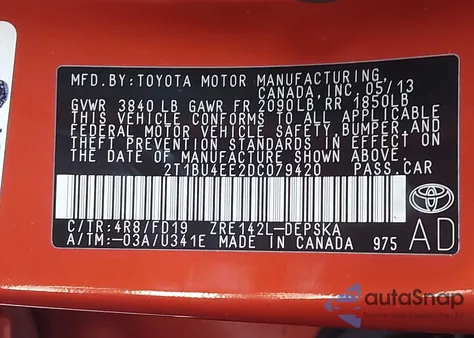 MFD. BY: TOYOTA MOTOR MANUFACTURING,
CANADA, INC. 05/13
GVWR 3840 LB GAWR FR 2090LB, RR 1850LB
THIS VEHICLE CONFORMS TO ALL APPLICABLE
FEDERAL MOTOR VEHICLE SAFETY, BUMPER, AND
THEFT PREVENTION STANDARDS IN EFFECT ON
THE DATE OF MANUFACTURE SHOWN ABOVE.
2T1BU4EE2DC079420 PASS.CAR
C/TR:4R8/FD19 ZRE142L-DEPSKA
A/TM:-03A/U341E MADE IN CANADA 975
AD
autoSnap